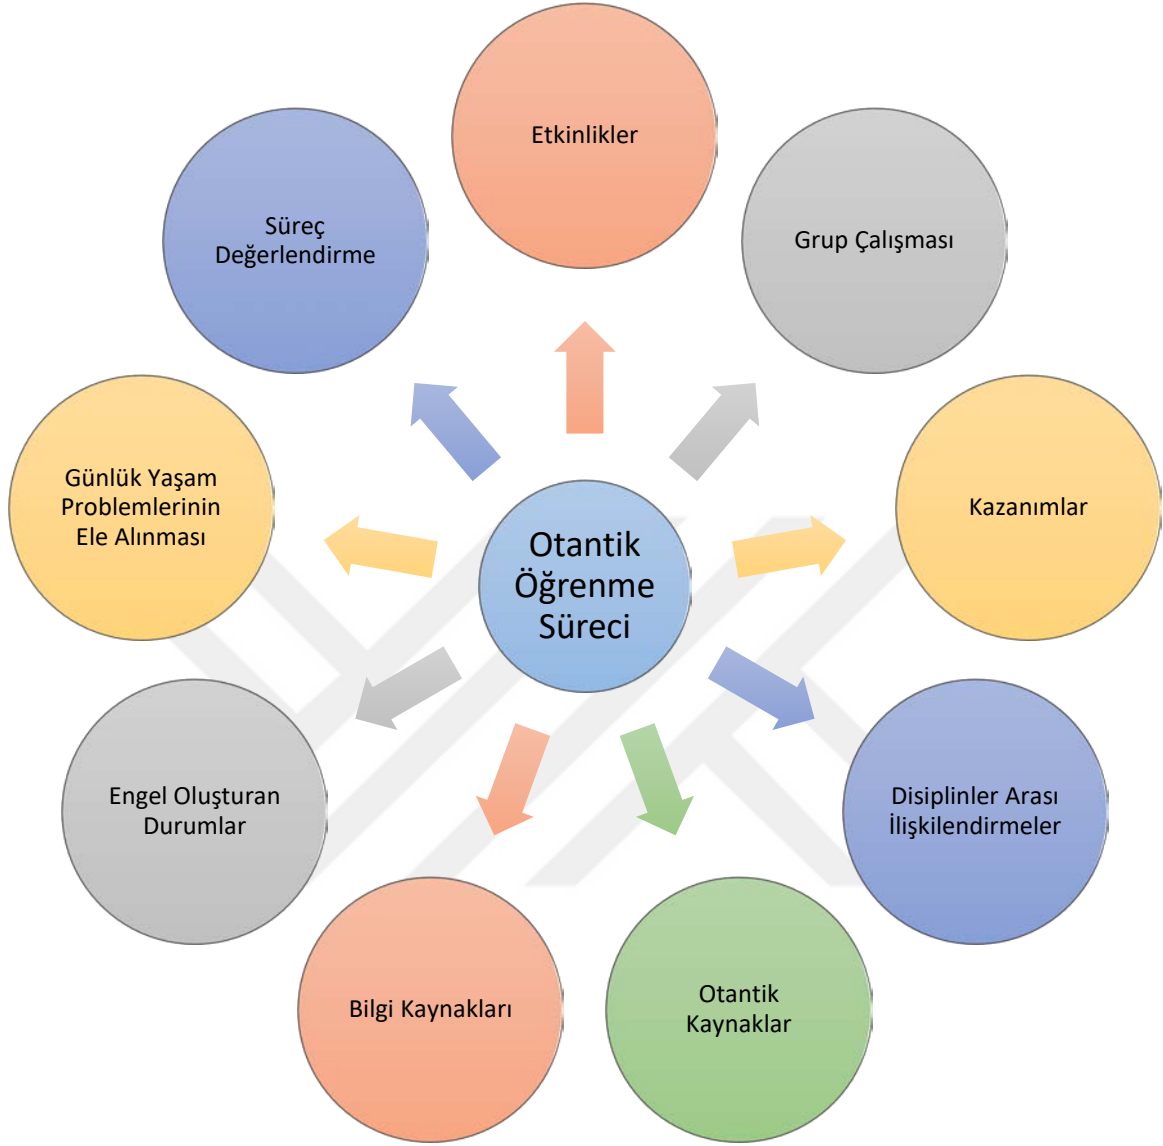 Etkinlikler
Grup Çalışması
Kazanımlar
Disiplinler Arası
İlişkilendirmeler
Otantik
Kaynaklar
Bilgi Kaynakları
Engel Oluşturan
Durumlar
Günlük Yaşam
Problemlerinin
Ele Alınması
Süreç
Değerlendirme
Otantik
Öğrenme
Süreci